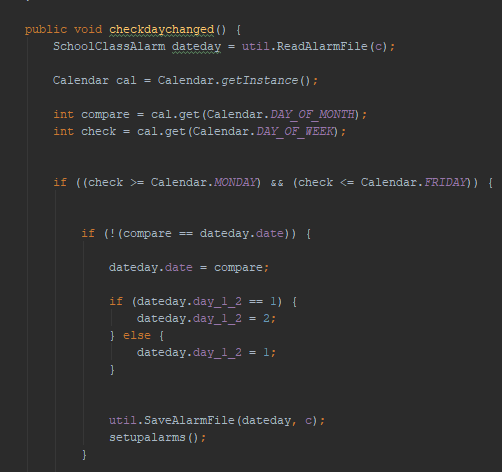 public void checkdaychanged() {
SchoolClassAlarm dateday = util.ReadAlarmFile(c);
Calendar cal = Calendar.getInstance();
int compare = cal.get(Calendar.DAY_OF_MONTH);
int check = cal.get(Calendar.DAY_OF_WEEK);
if ((check >= Calendar.MONDAY) && (check <= Calendar.FRIDAY)) {
if (!(compare == dateday.date)) {
dateday.date = compare;
if (dateday.day_1_2 == 1) {
dateday.day_1_2 = 2;
} else {
dateday.day_1_2 = 1;
}
util.SaveAlarmFile(dateday, c);
setupalarms();
}